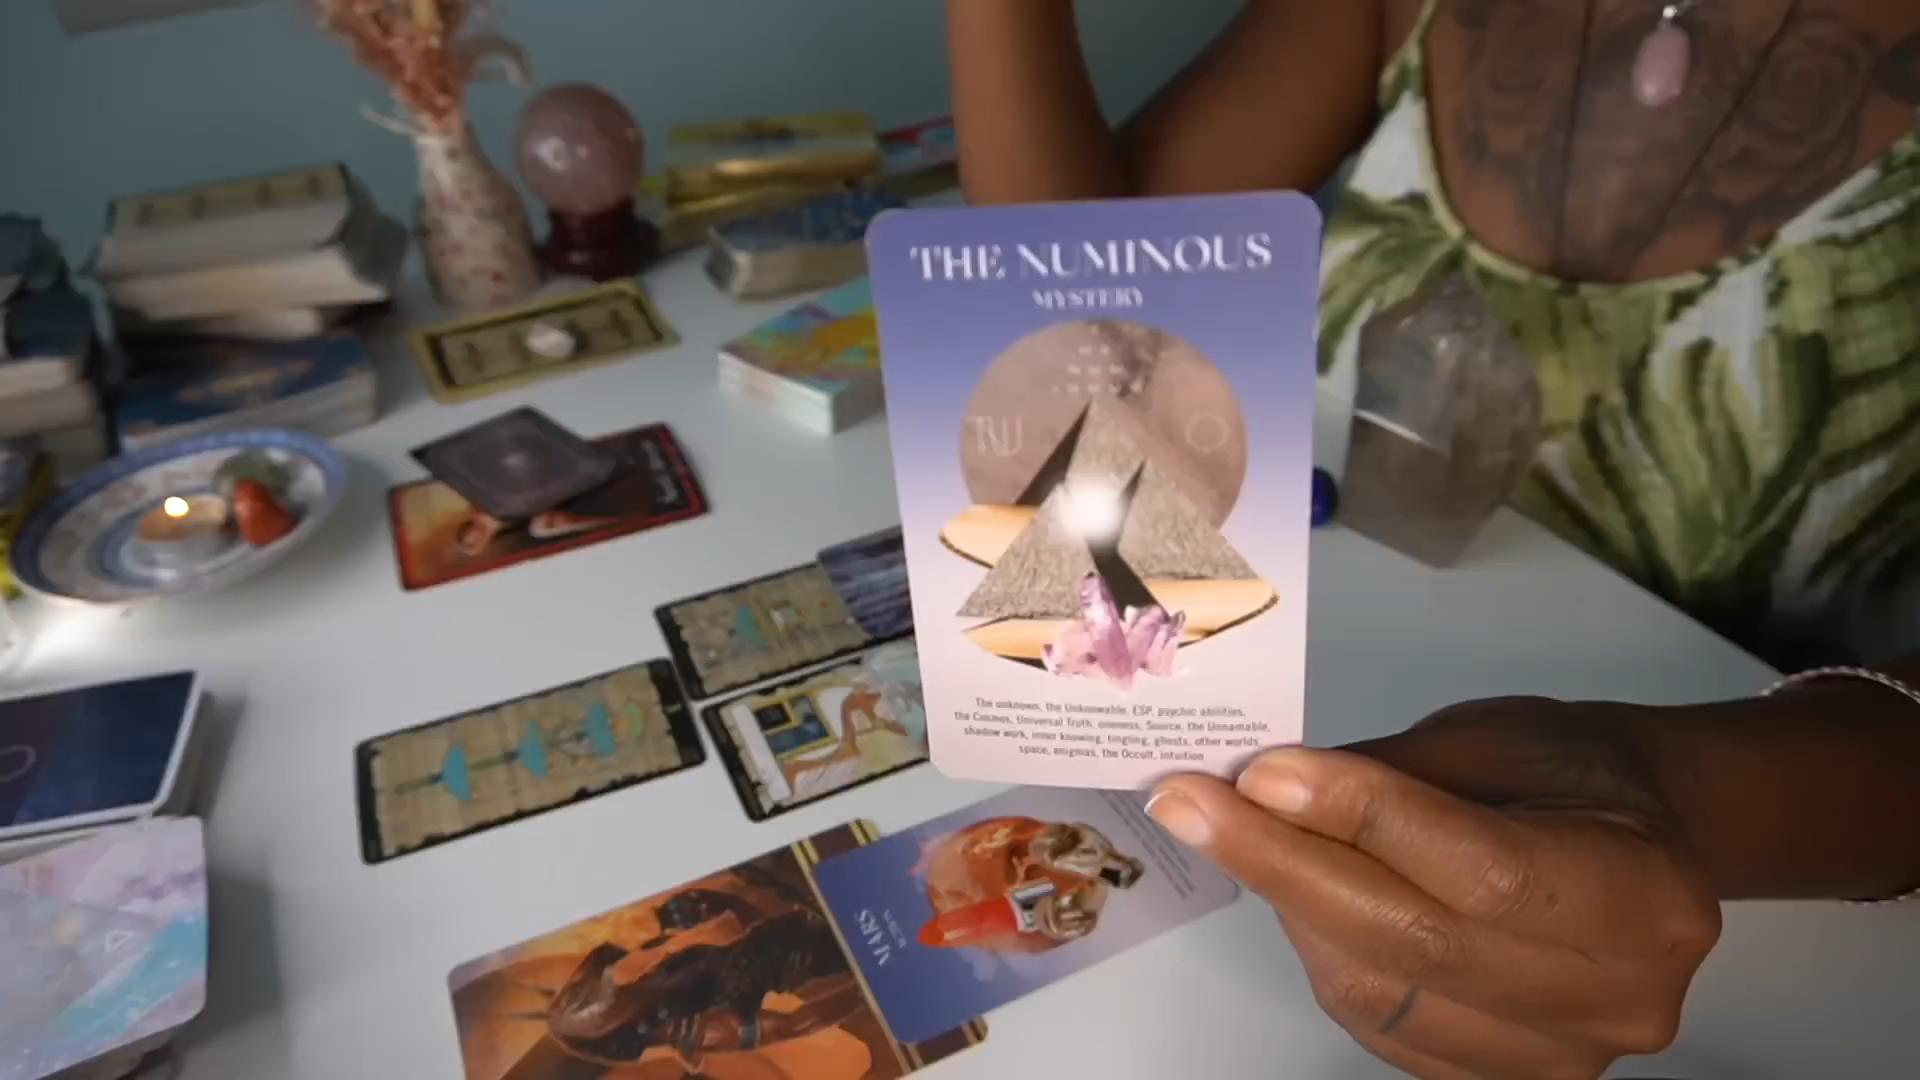 THE NUMINOUS
MYSTERY
The unknown, the Unknowable, ESP, psychic abilities,
the Cosmos, Universal Truth, oneness, Source, the Unnamable,
shadow work, inner knowing, tingling, ghosts, other worlds,
space, enigmas, the Occult, intuition
MARS